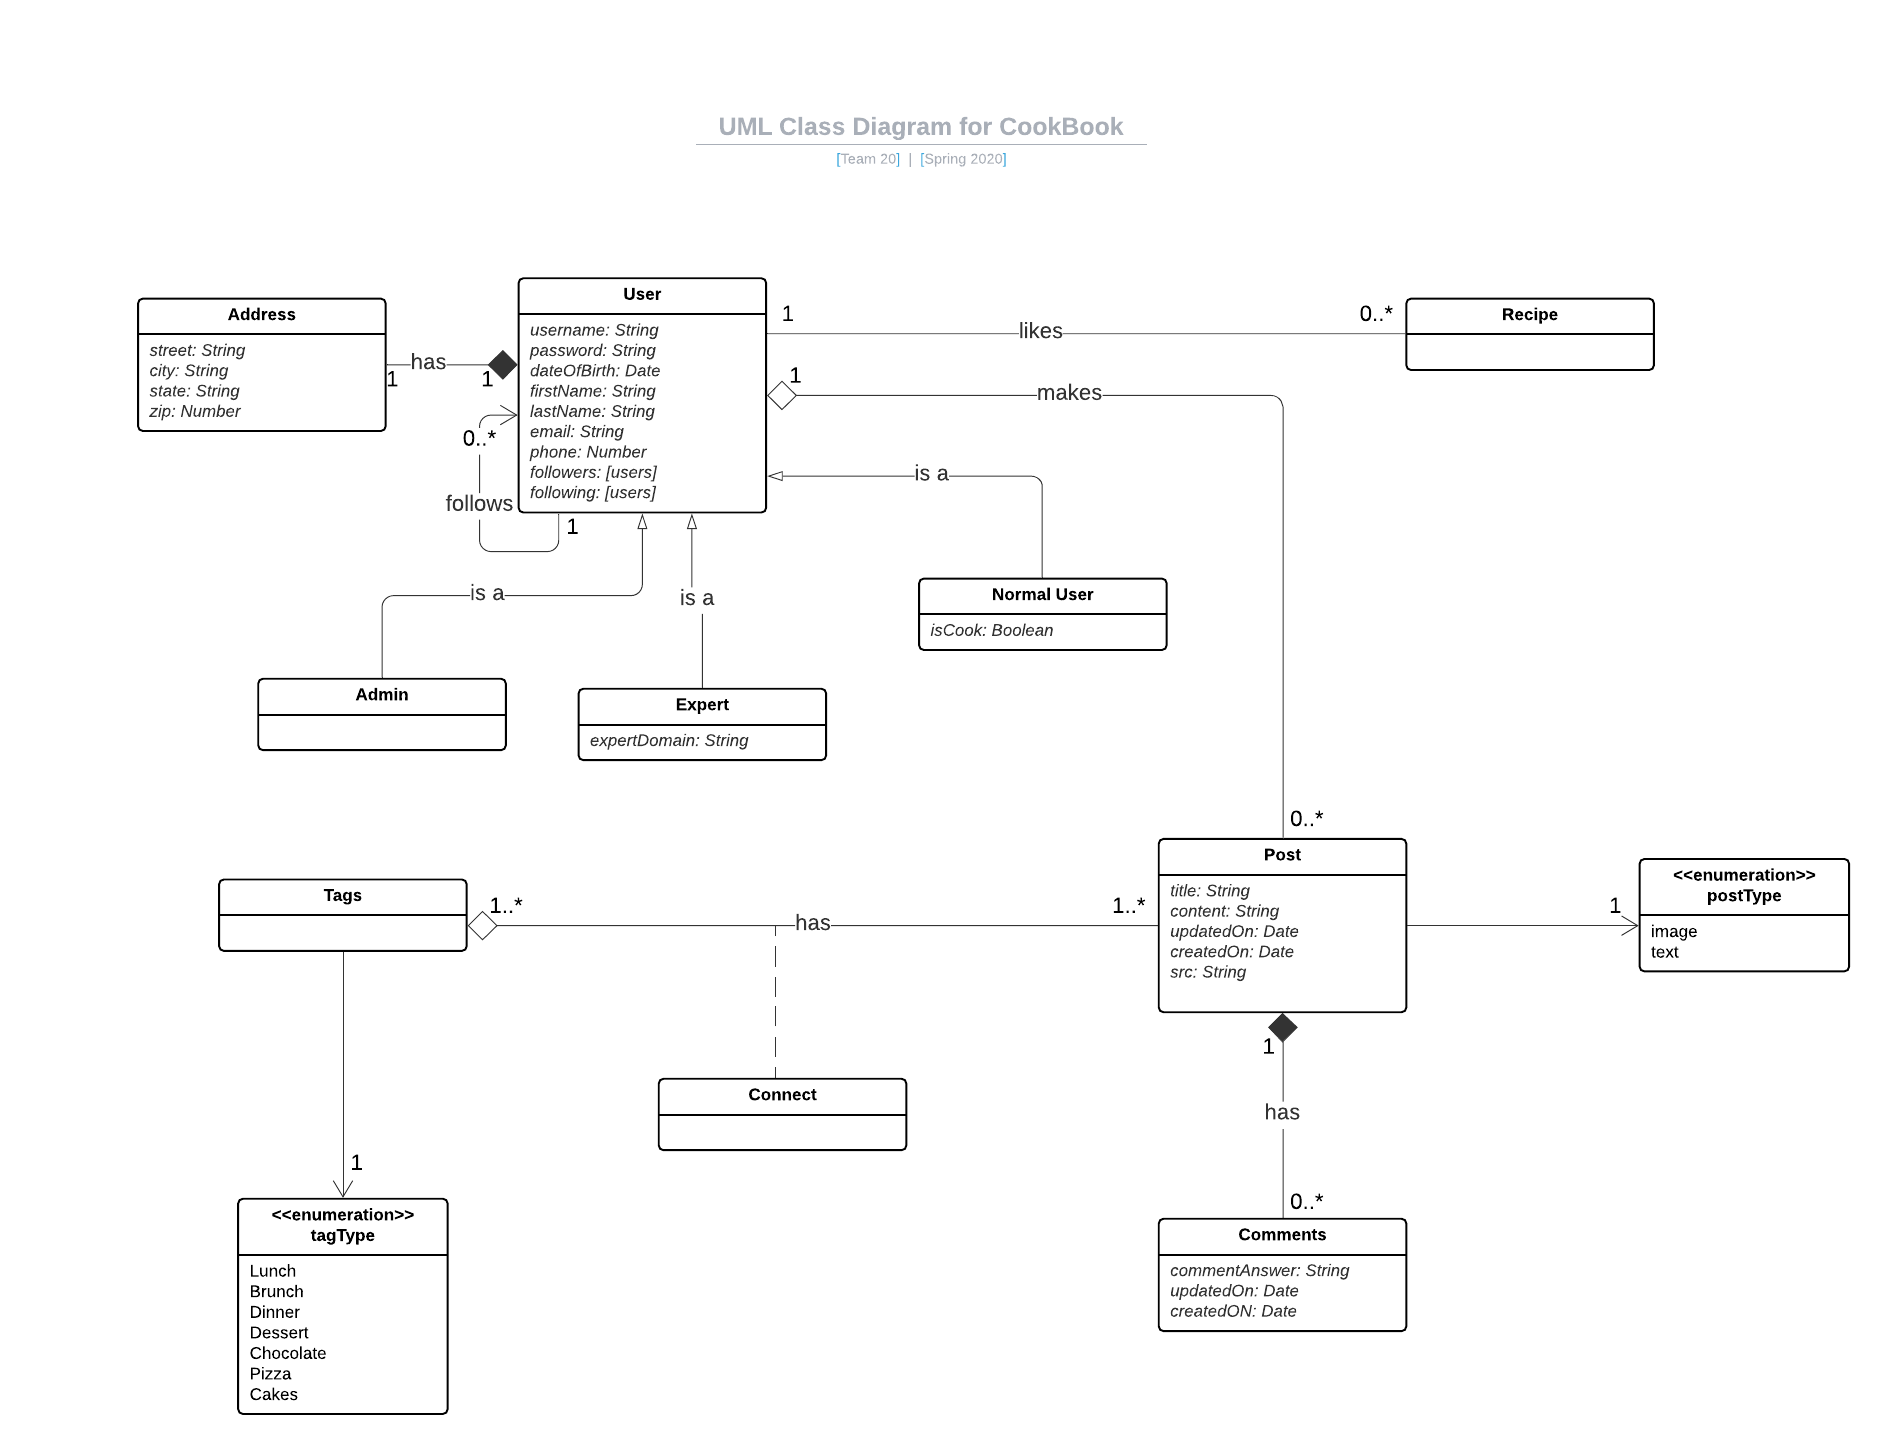 UML Class Diagram for CookBook
[Team 20] | [Spring 2020]
Address
street: String
city: String
state: String
zip: Number
has
1
1
User
username: String
password: String
dateOfBirth: Date
firstName: String
lastName: String
email: String
phone: Number
followers: [users]
following: [users]
0..*
follows
1
1
likes
0..*
Recipe
1
makes
0..*
is a
Normal User
isCook: Boolean
is a
Admin
is a
Expert
expertDomain: String
Tags
1..*
has
1..*
Post
title: String
content: String
updatedOn: Date
createdOn: Date
src: String
1
<<enumeration>>
postType
image
text
Connect
1
has
0..*
Comments
commentAnswer: String
updatedOn: Date
createdON: Date
1
<<enumeration>>
tagType
Lunch
Brunch
Dinner
Dessert
Chocolate
Pizza
Cakes